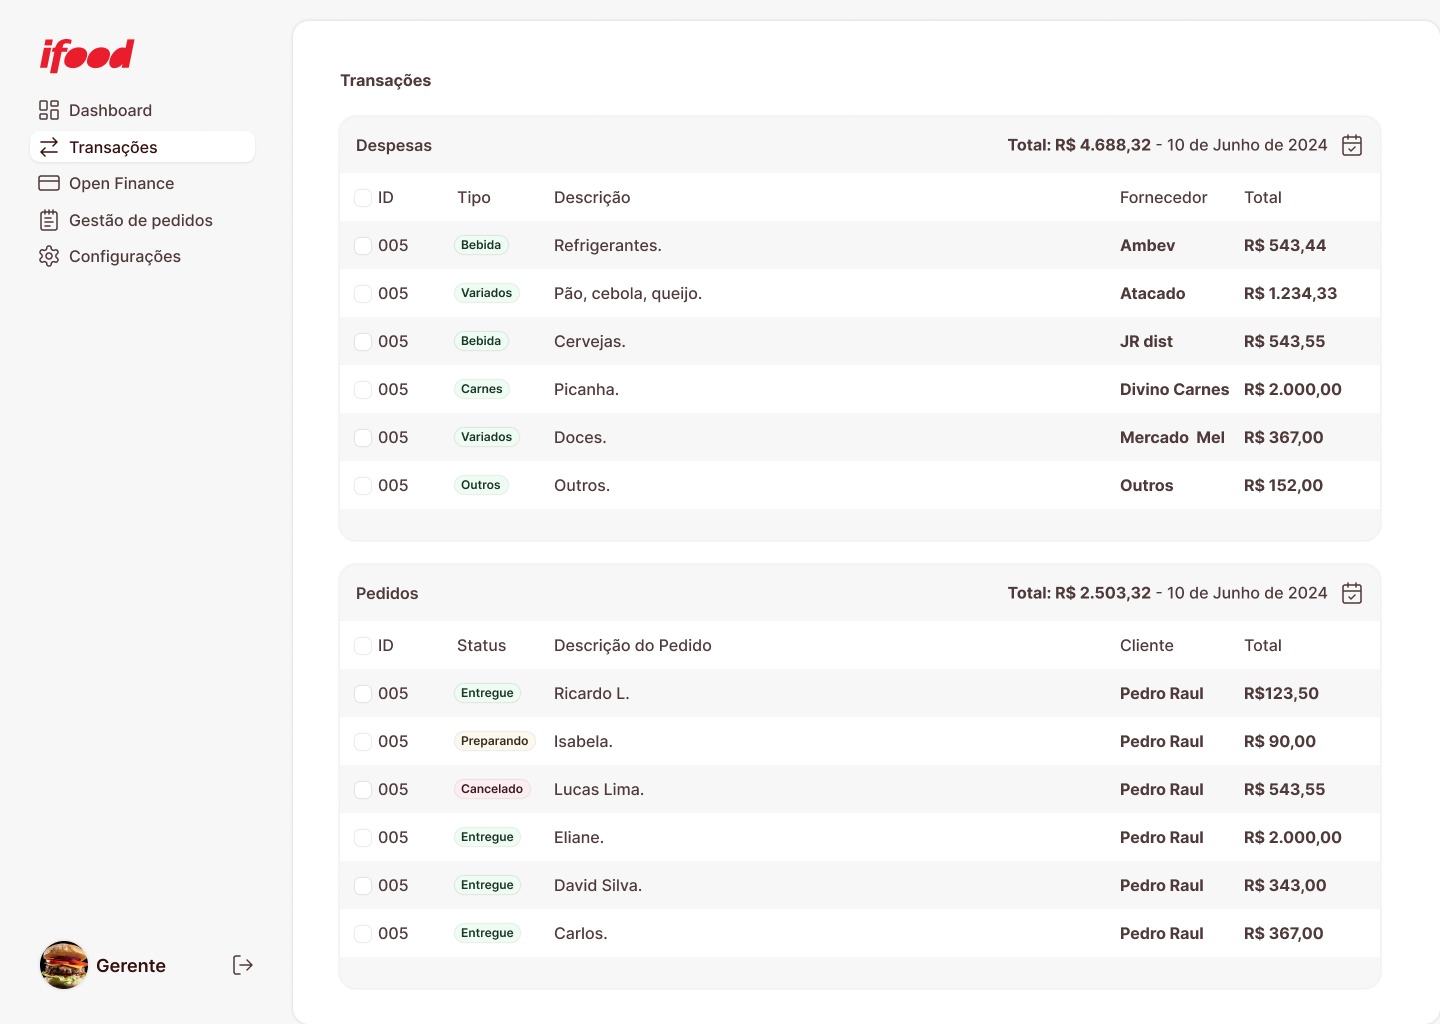 ifood
Dashboard
Transações
Open Finance
Gestão de pedidos
Configurações
Gerente
Transações
Despesas Total: R$ 4.688,32 - 10 de Junho de 2024
ID Tipo Descrição Fornecedor Total
005 Bebida Refrigerantes. Ambev R$ 543,44
005 Variados Pão, cebola, queijo. Atacado R$ 1.234,33
005 Bebida Cervejas. JR dist R$ 543,55
005 Carnes Picanha. Divino Carnes R$ 2.000,00
005 Variados Doces. Mercado Mel R$ 367,00
005 Outros Outros. Outros R$ 152,00
Pedidos Total: R$ 2.503,32 - 10 de Junho de 2024
ID Status Descrição do Pedido Cliente Total
005 Entregue Ricardo L. Pedro Raul R$123,50
005 Preparando Isabela. Pedro Raul R$ 90,00
005 Cancelado Lucas Lima. Pedro Raul R$ 543,55
005 Entregue Eliane. Pedro Raul R$ 2.000,00
005 Entregue David Silva. Pedro Raul R$ 343,00
005 Entregue Carlos. Pedro Raul R$ 367,00